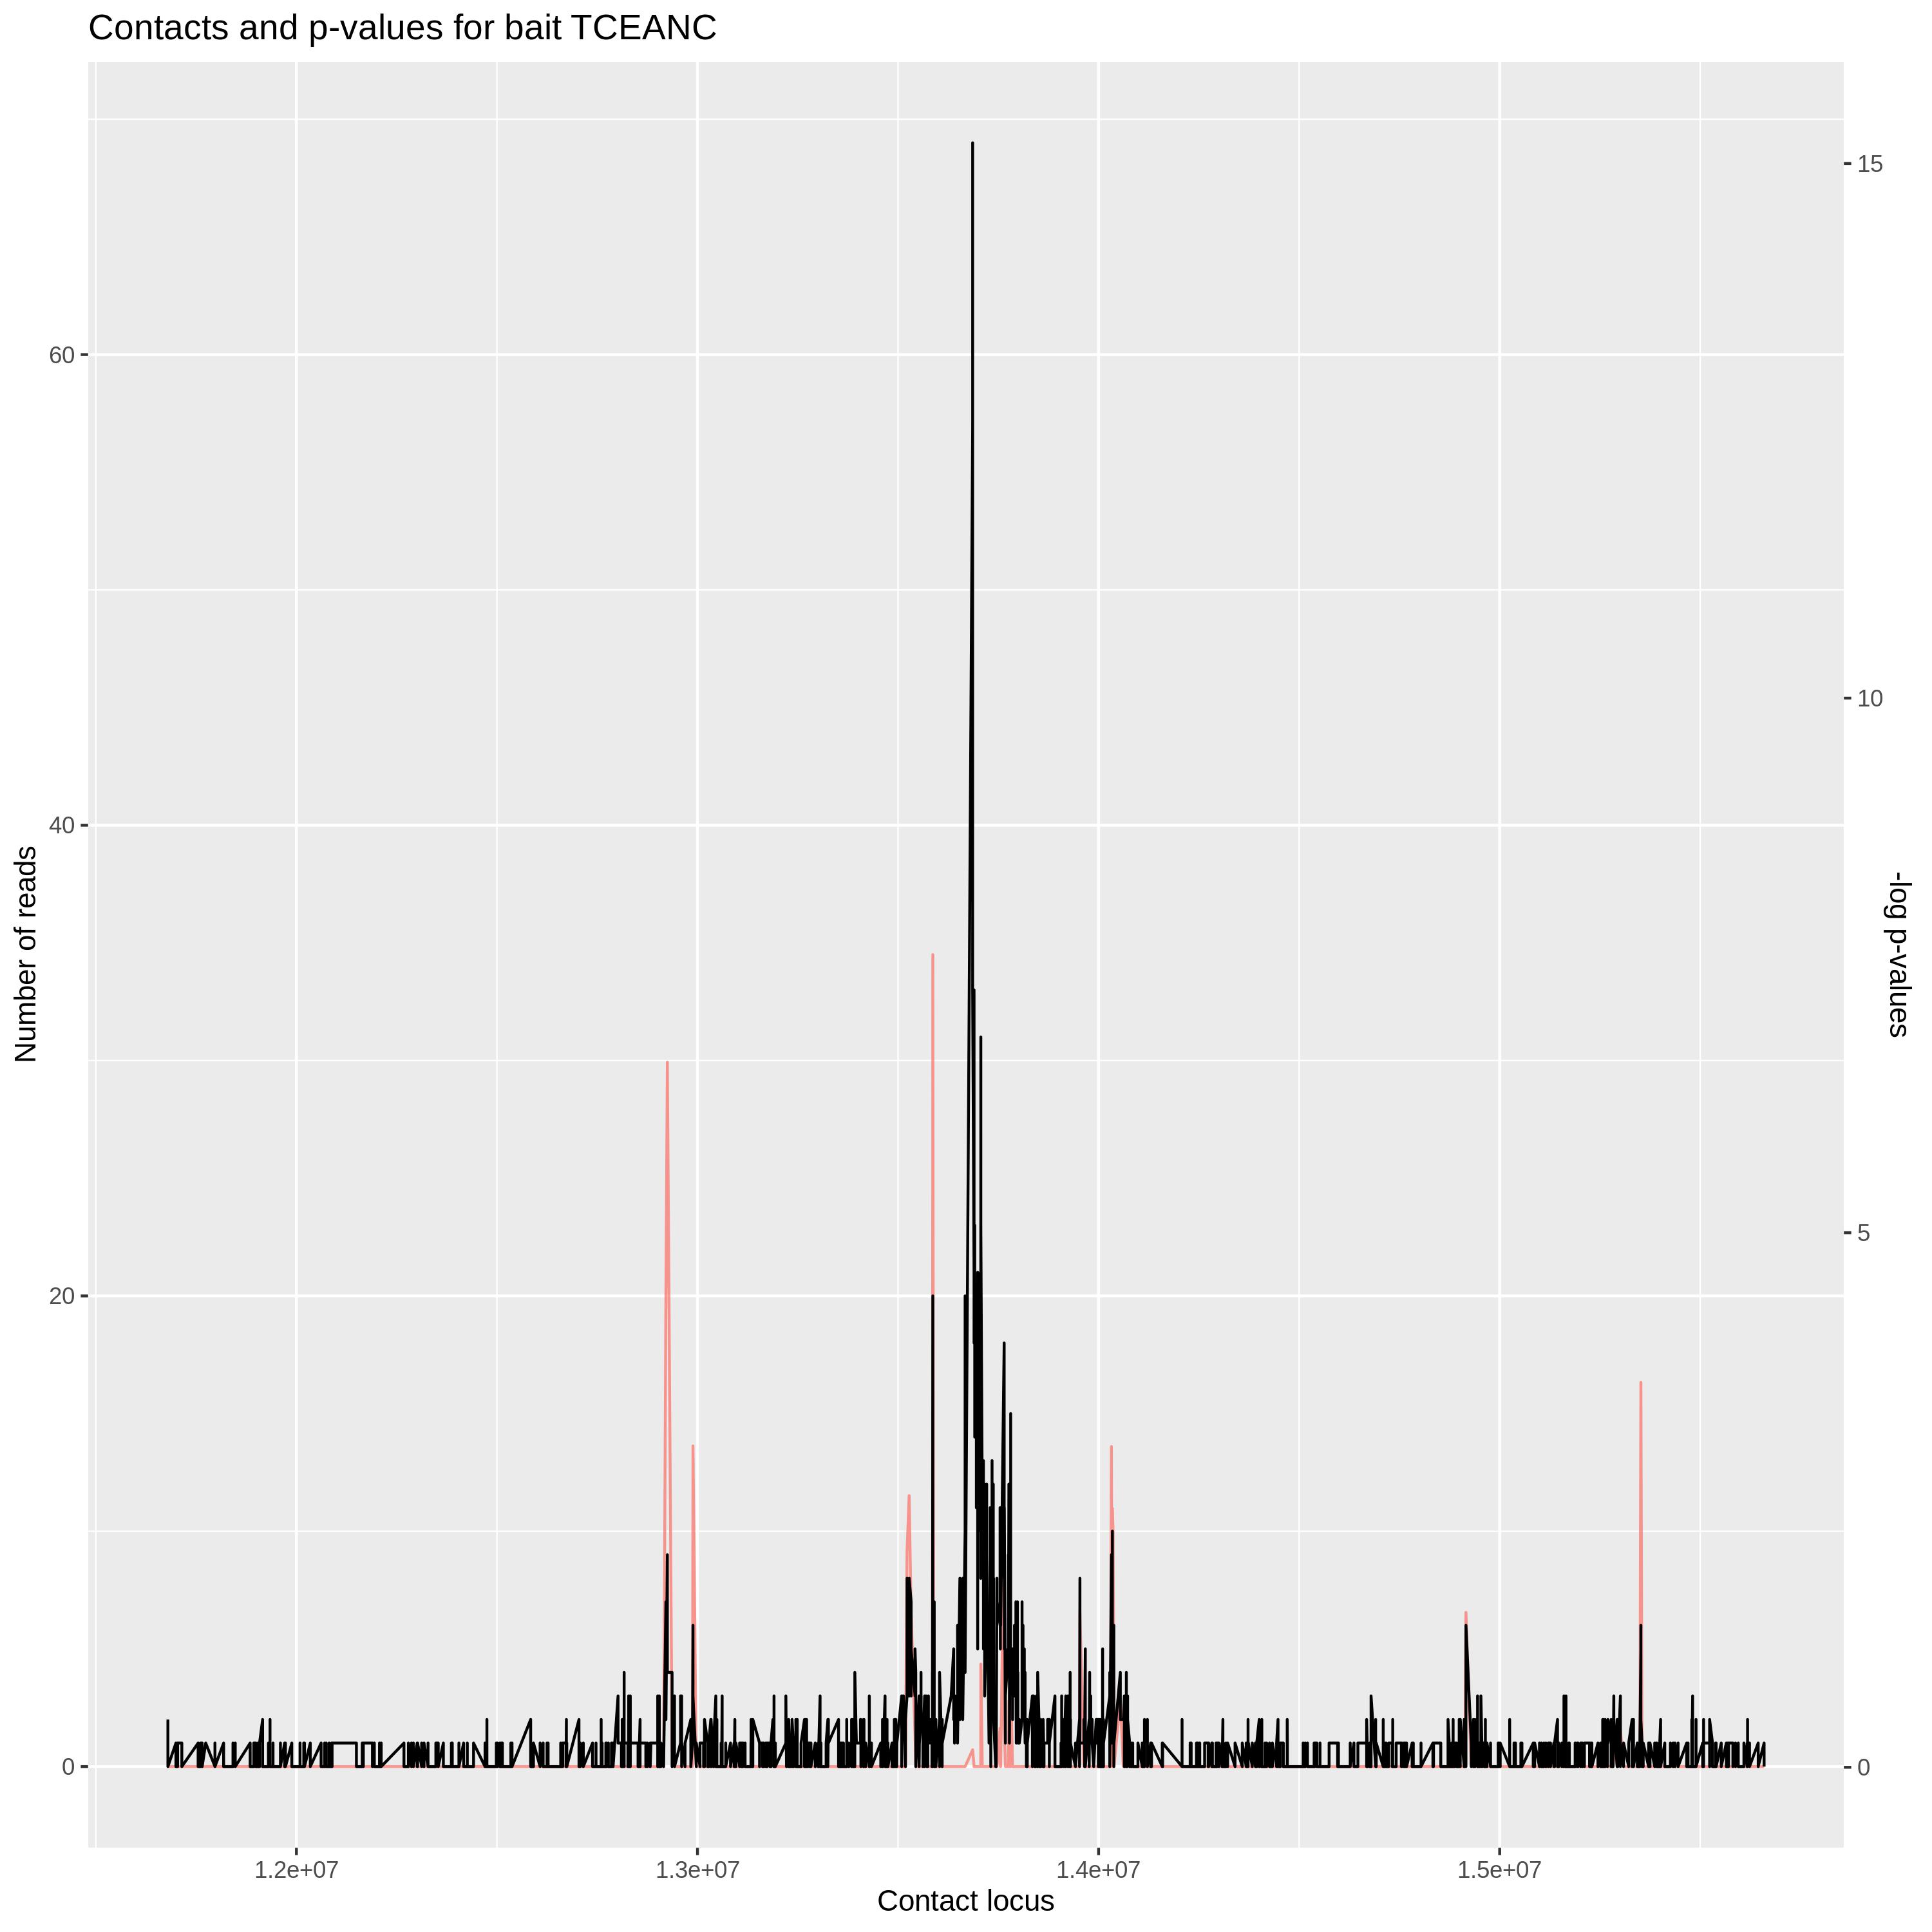 Contacts and p-values for bait TCEANC
Number of reads
60
40
20
0
15
10
5
0
-log p-values
1.2e+07
1.3e+07
1.4e+07
1.5e+07
Contact locus